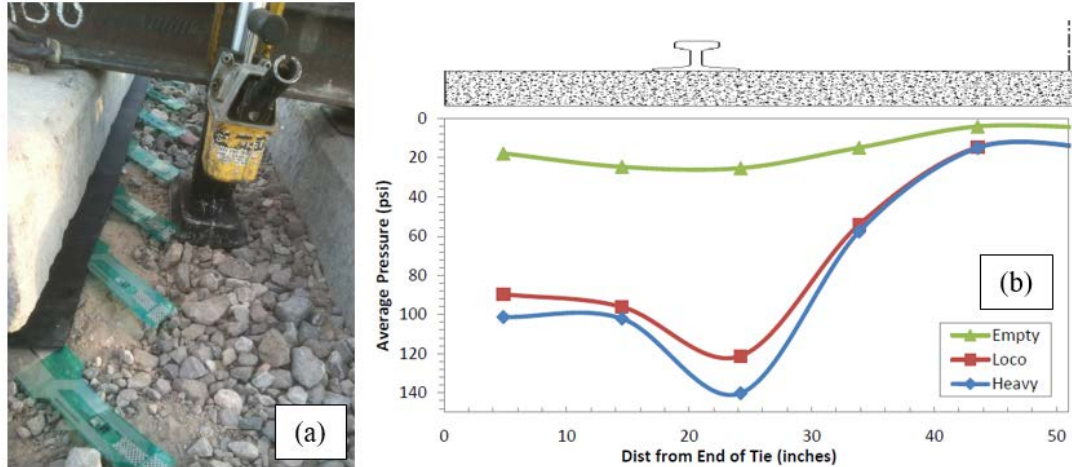 (a)
0
20
40
60
80
100
120
140
Average Pressure (psi)
(b)
Empty
Loco
Heavy
0 10 20 30 40 50
Dist from End of Tie (inches)